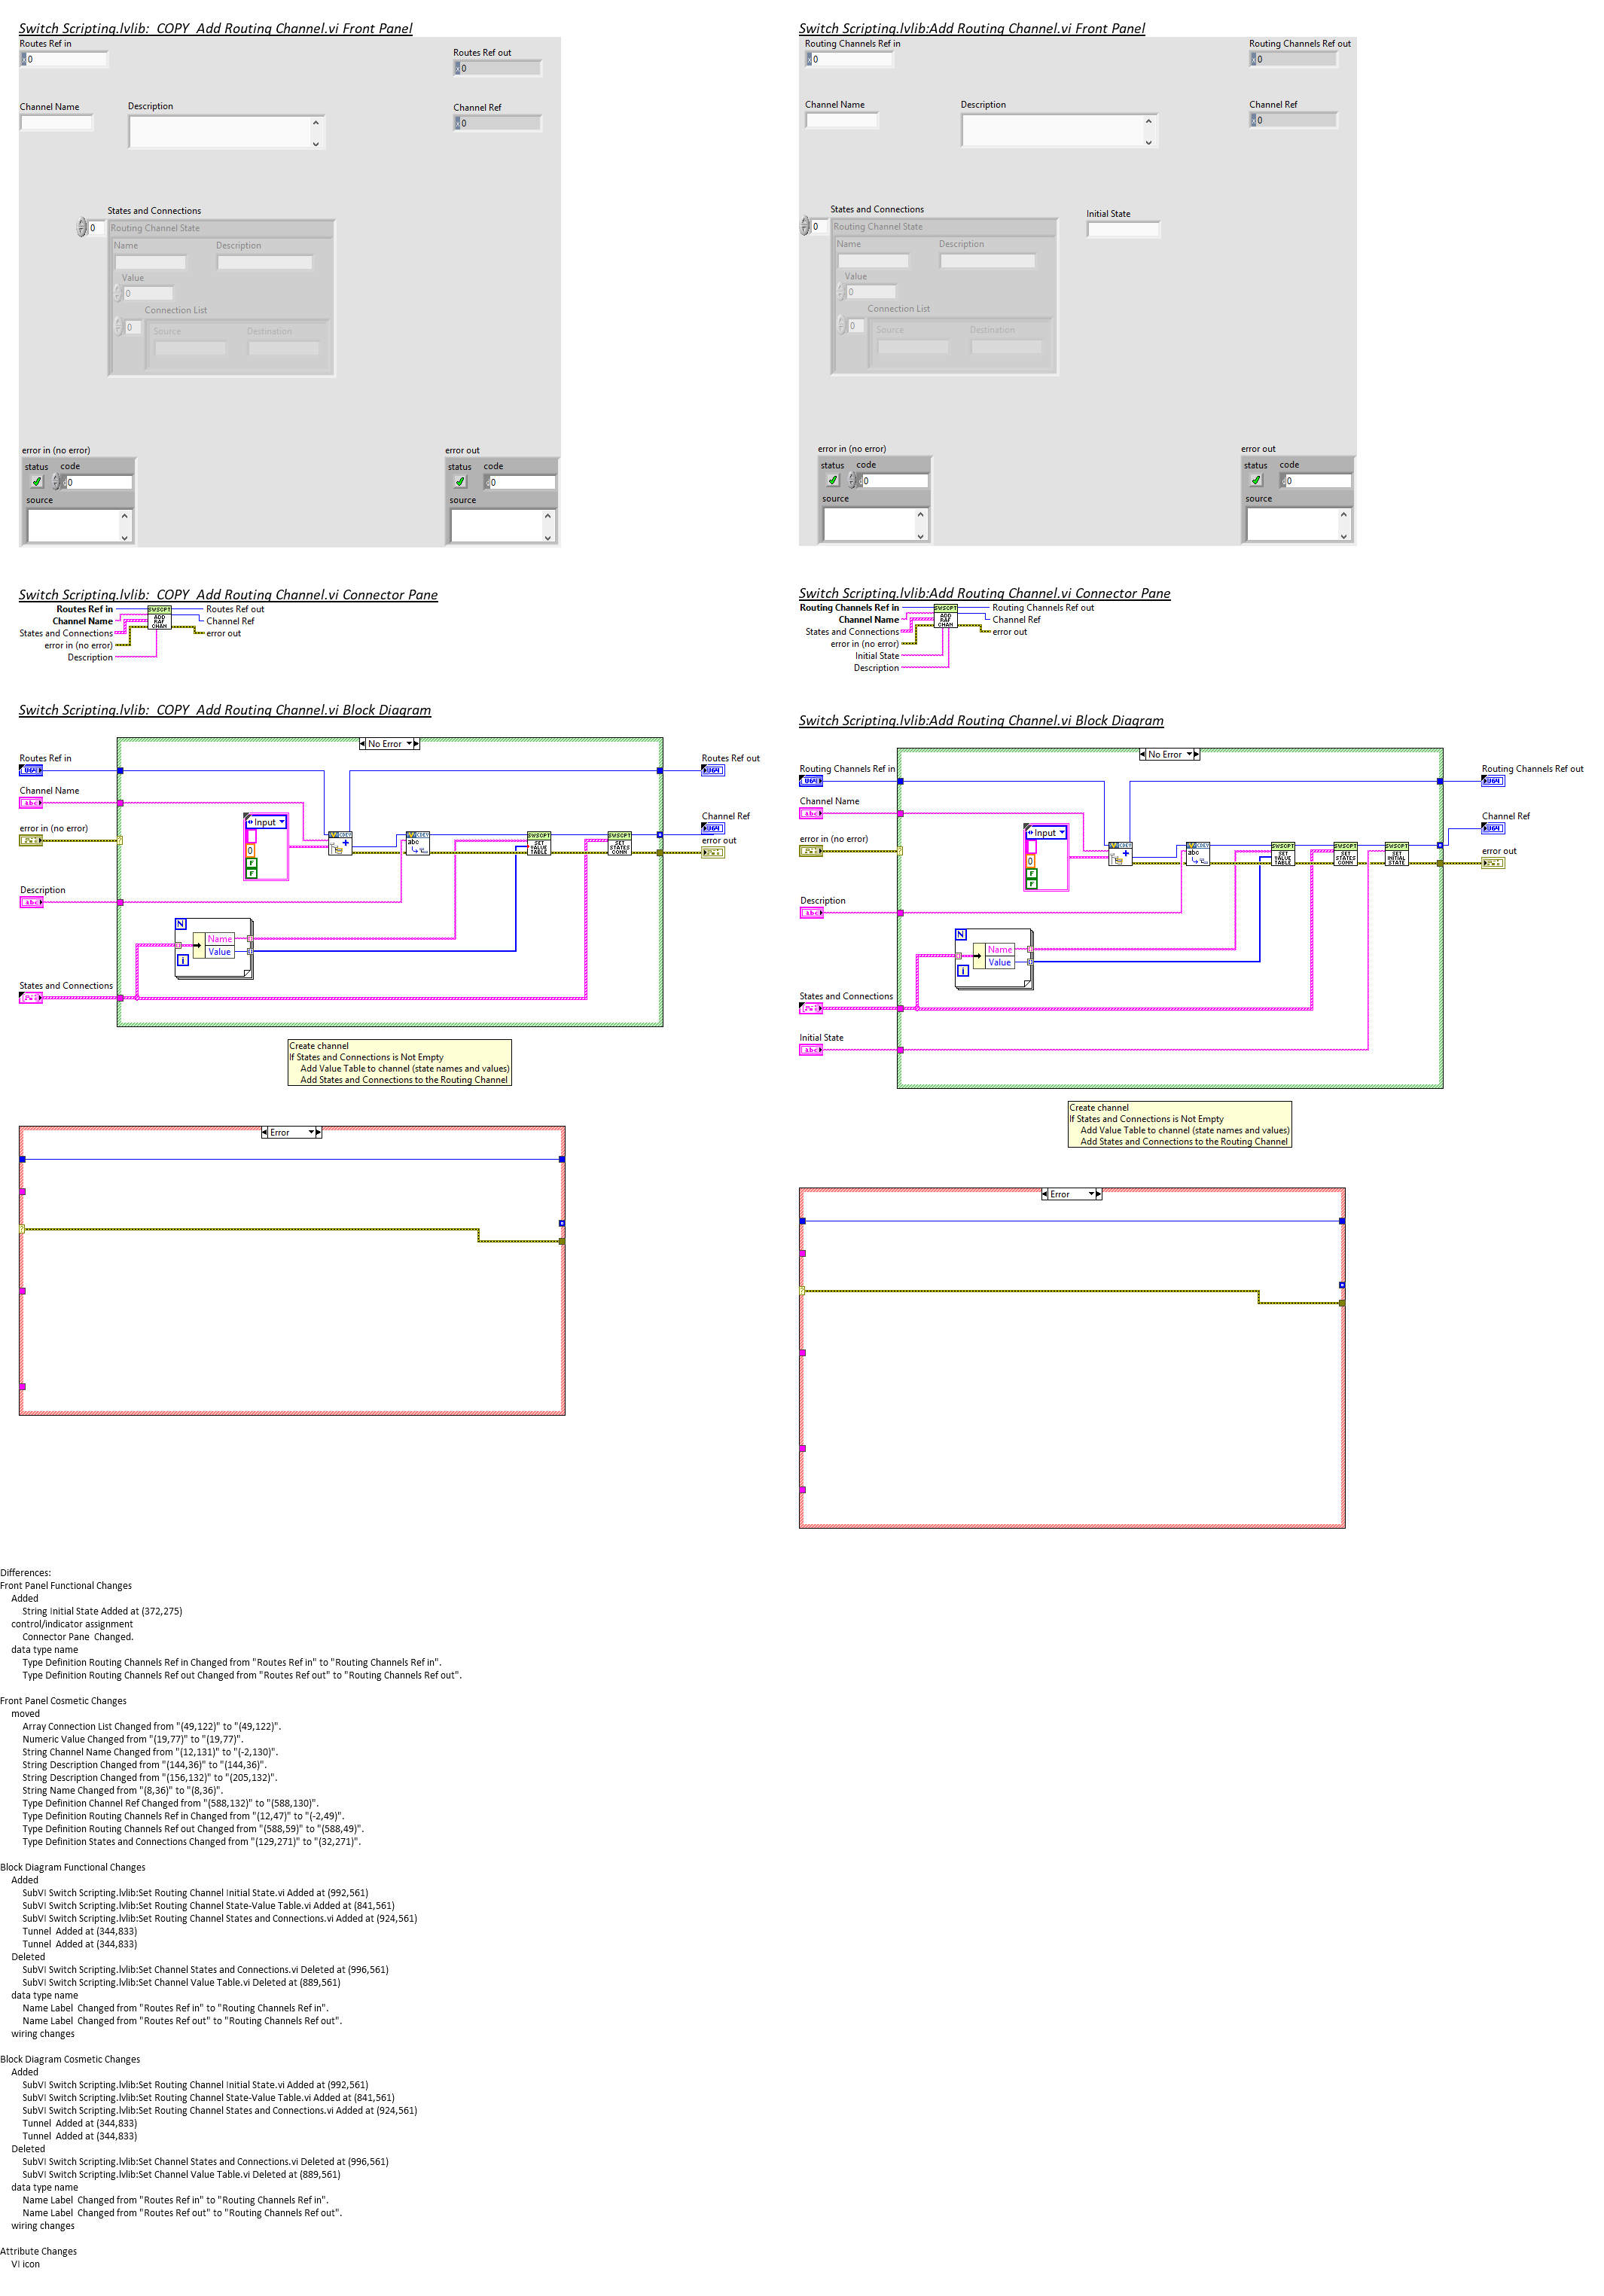 Switch Scripting.lvlib:  COPY  Add Routing Channel.vi Front Panel
Routes Ref in
0
Routes Ref out
0
Channel Name
Description
Channel Ref
0
States and Connections
0
Routing Channel State
Name
Description
Value
0
Connection List
0
Source
Destination
error in (no error)
status
code
0
source
error out
status
code
0
source
Switch Scripting.lvlib:Add Routing Channel.vi Front Panel
Routing Channels Ref in
0
Routing Channels Ref out
0
Channel Name
Description
Channel Ref
0
States and Connections
0
Routing Channel State
Name
Description
Value
0
Connection List
0
Source
Destination
Initial State
error in (no error)
status
code
0
source
error out
status
code
0
source
Switch Scripting.lvlib:  COPY  Add Routing Channel.vi Connector Pane
Routes Ref in
Channel Name
States and Connections
error in (no error)
Description
SWSCPT
ADD
RAF
CHAN
Routes Ref out
Channel Ref
error out
Switch Scripting.lvlib:Add Routing Channel.vi Connector Pane
Routing Channels Ref in
Channel Name
States and Connections
error in (no error)
Initial State
Description
SWSCPT
ADD
RAF
CHAN
Routing Channels Ref out
Channel Ref
error out
Switch Scripting.lvlib:  COPY  Add Routing Channel.vi Block Diagram
No Error
Routes Ref in
Channel Name
abc
error in (no error)
Description
abc
States and Connections
Input
0
F
F
abc
SWSCPT
SET
VALUE
TABLE
SWSCPT
SET
STATES
CONN
N
i
Name
Value
Routes Ref out
Channel Ref
error out
Create channel
If States and Connections is Not Empty
Add Value Table to channel (state names and values)
Add States and Connections to the Routing Channel
Error
Switch Scripting.lvlib:Add Routing Channel.vi Block Diagram
No Error
Routing Channels Ref in
Channel Name
abc
error in (no error)
Description
abc
States and Connections
Initial State
abc
Input
0
F
F
abc
SWSCPT
SET
VALUE
TABLE
SWSCPT
SET
STATES
CONN
SWSCPT
SET
INITIAL
STATE
N
i
Name
Value
Routing Channels Ref out
Channel Ref
error out
Create channel
If States and Connections is Not Empty
Add Value Table to channel (state names and values)
Add States and Connections to the Routing Channel
Error
Differences:
Front Panel Functional Changes
Added
String Initial State Added at (372,275)
control/indicator assignment
Connector Pane  Changed.
data type name
Type Definition Routing Channels Ref in Changed from "Routes Ref in" to "Routing Channels Ref in".
Type Definition Routing Channels Ref out Changed from "Routes Ref out" to "Routing Channels Ref out".
Front Panel Cosmetic Changes
moved
Array Connection List Changed from "(49,122)" to "(49,122)".
Numeric Value Changed from "(19,77)" to "(19,77)".
String Channel Name Changed from "(12,131)" to "(-2,130)".
String Description Changed from "(144,36)" to "(144,36)".
String Description Changed from "(156,132)" to "(205,132)".
String Name Changed from "(8,36)" to "(8,36)".
Type Definition Channel Ref Changed from "(588,132)" to "(588,130)".
Type Definition Routing Channels Ref in Changed from "(12,47)" to "(-2,49)".
Type Definition Routing Channels Ref out Changed from "(588,59)" to "(588,49)".
Type Definition States and Connections Changed from "(129,271)" to "(32,271)".
Block Diagram Functional Changes
Added
SubVI Switch Scripting.lvlib:Set Routing Channel Initial State.vi Added at (992,561)
SubVI Switch Scripting.lvlib:Set Routing Channel State-Value Table.vi Added at (841,561)
SubVI Switch Scripting.lvlib:Set Routing Channel States and Connections.vi Added at (924,561)
Tunnel  Added at (344,833)
Tunnel  Added at (344,833)
Deleted
SubVI Switch Scripting.lvlib:Set Channel States and Connections.vi Deleted at (996,561)
SubVI Switch Scripting.lvlib:Set Channel Value Table.vi Deleted at (889,561)
data type name
Name Label  Changed from "Routes Ref in" to "Routing Channels Ref in".
Name Label  Changed from "Routes Ref out" to "Routing Channels Ref out".
wiring changes
Block Diagram Cosmetic Changes
Added
SubVI Switch Scripting.lvlib:Set Routing Channel Initial State.vi Added at (992,561)
SubVI Switch Scripting.lvlib:Set Routing Channel State-Value Table.vi Added at (841,561)
SubVI Switch Scripting.lvlib:Set Routing Channel States and Connections.vi Added at (924,561)
Tunnel  Added at (344,833)
Tunnel  Added at (344,833)
Deleted
SubVI Switch Scripting.lvlib:Set Channel States and Connections.vi Deleted at (996,561)
SubVI Switch Scripting.lvlib:Set Channel Value Table.vi Deleted at (889,561)
data type name
Name Label  Changed from "Routes Ref in" to "Routing Channels Ref in".
Name Label  Changed from "Routes Ref out" to "Routing Channels Ref out".
wiring changes
Attribute Changes
VI icon